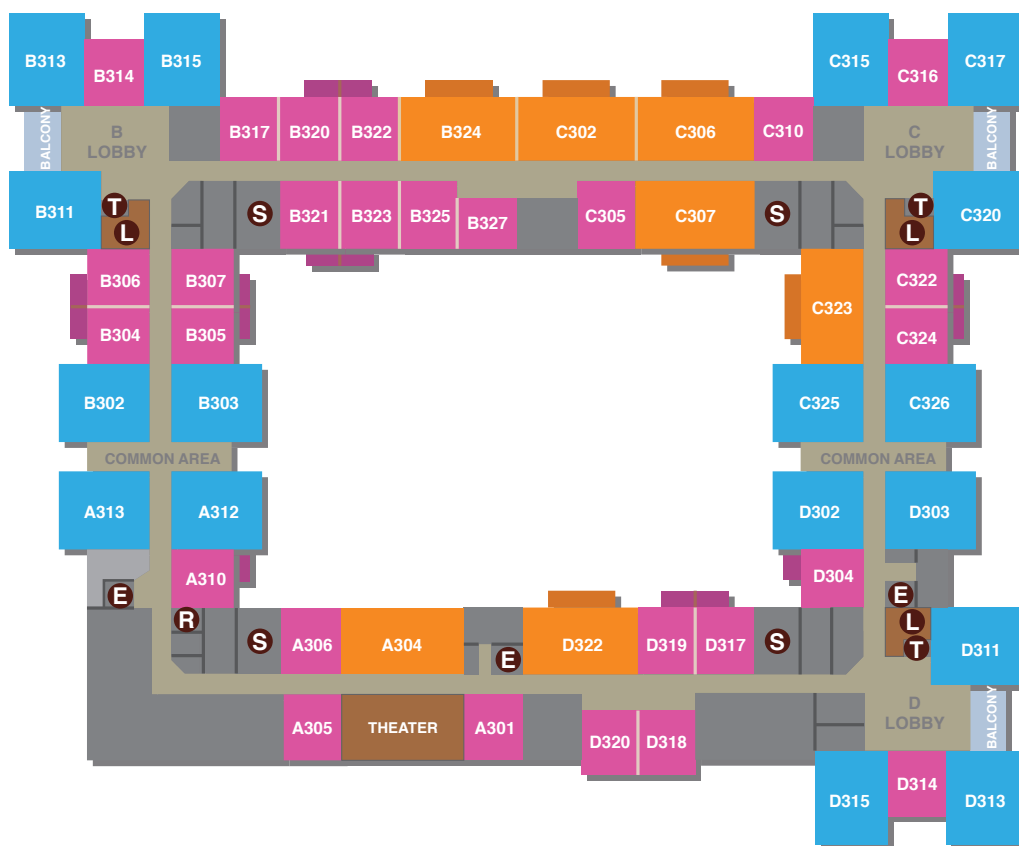 B313
B314
B315
C315
C316
C317
BALCONY
B
LOBBY
B317
B320
B322
B324
C302
C306
C310
C
LOBBY
BALCONY
B311
T
L
S
B321
B323
B325
B327
C305
C307
S
T
L
C320
B306
B307
C322
B304
B305
C323
C324
B302
B303
C325
C326
COMMON AREA
COMMON AREA
A313
A312
D302
D303
E
A310
D304
E
R
S
A306
A304
E
D322
D319
D317
S
L
T
D311
A305
THEATER
A301
D320
D318
D
LOBBY
BALCONY
D315
D314
D313